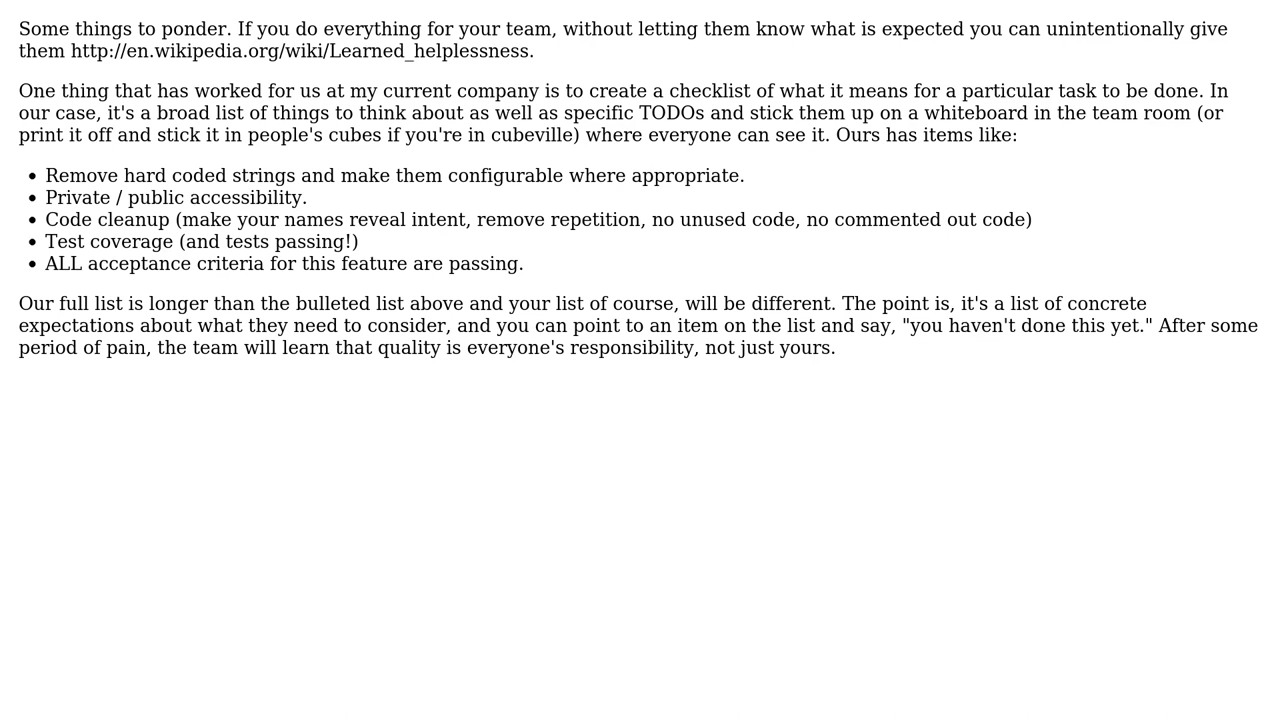 Some things to ponder. If you do everything for your team, without letting them know what is expected you can unintentionally give
them http://en.wikipedia.org/wiki/Learned_helplessness.
One thing that has worked for us at my current company is to create a checklist of what it means for a particular task to be done. In
our case, it's a broad list of things to think about as well as specific TODOs and stick them up on a whiteboard in the team room (or
print it off and stick it in people's cubes if you're in cubeville) where everyone can see it. Ours has items like:
• Remove hard coded strings and make them configurable where appropriate.
• Private / public accessibility.
• Code cleanup (make your names reveal intent, remove repetition, no unused code, no commented out code)
• Test coverage (and tests passing!)
• ALL acceptance criteria for this feature are passing.
Our full list is longer than the bulleted list above and your list of course, will be different. The point is, it's a list of concrete
expectations about what they need to consider, and you can point to an item on the list and say, "you haven't done this yet." After some
period of pain, the team will learn that quality is everyone's responsibility, not just yours.